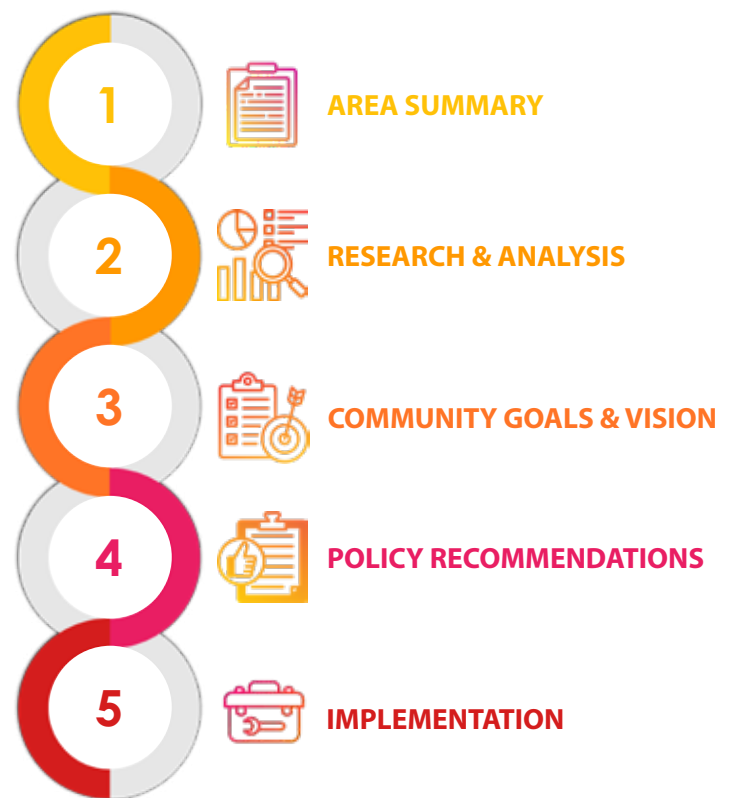 1
AREA SUMMARY
2
RESEARCH & ANALYSIS
3
COMMUNITY GOALS & VISION
4
POLICY RECOMMENDATIONS
5
IMPLEMENTATION